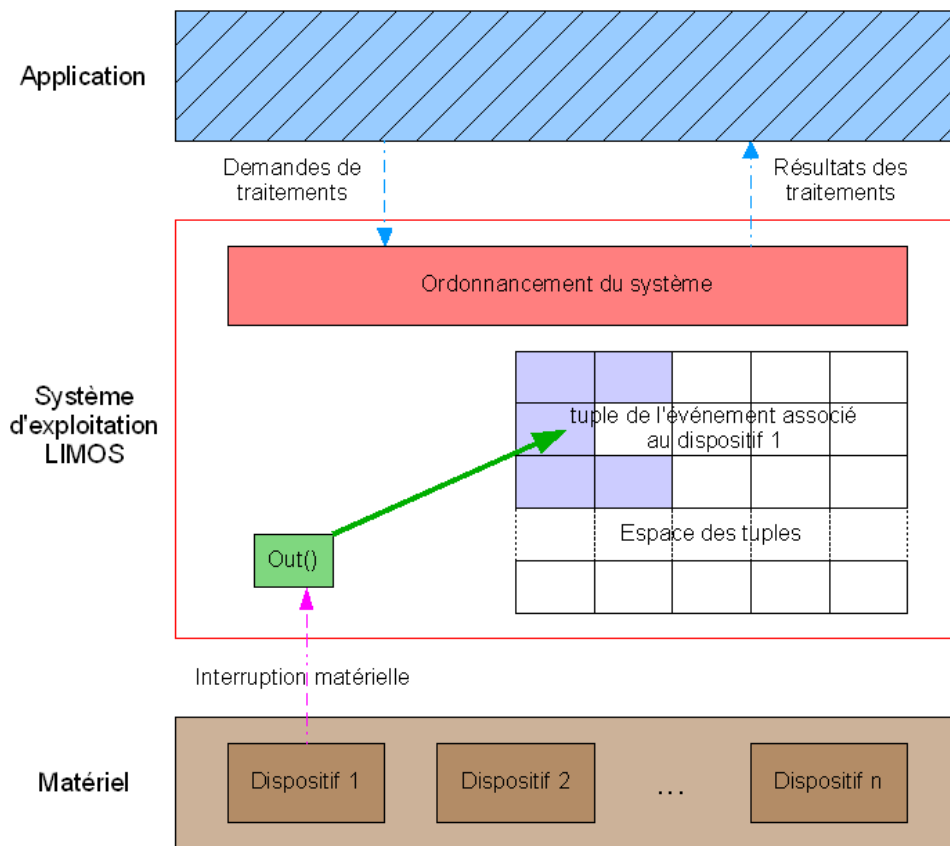 Application
Demandes de
traitements
Résultats des
traitements
Ordonnancement du système
Système
d'exploitation
LIMOS
tuple de l'événement associé
au dispositif 1
Espace des tuples
Out()
Interruption matérielle
Matériel
Dispositif 1
Dispositif 2
...
Dispositif n